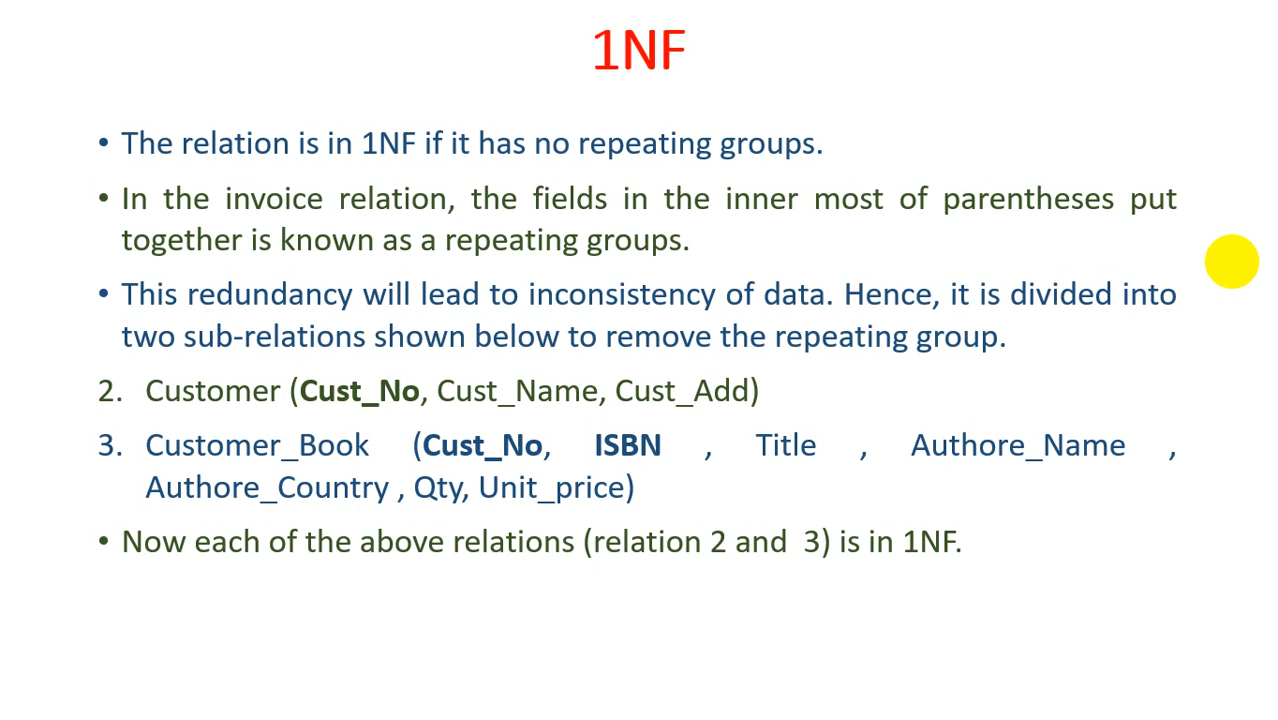 1NF
• The relation is in 1NF if it has no repeating groups.
• In the invoice relation, the fields in the inner most of parentheses put
together is known as a repeating groups.
• This redundancy will lead to inconsistency of data. Hence, it is divided into
two sub-relations shown below to remove the repeating group.
2. Customer (Cust_No, Cust_Name, Cust_Add)
3. Customer_Book (Cust_No, ISBN , Title , Authore_Name ,
Authore_Country , Qty, Unit_price)
• Now each of the above relations (relation 2 and 3) is in 1NF.